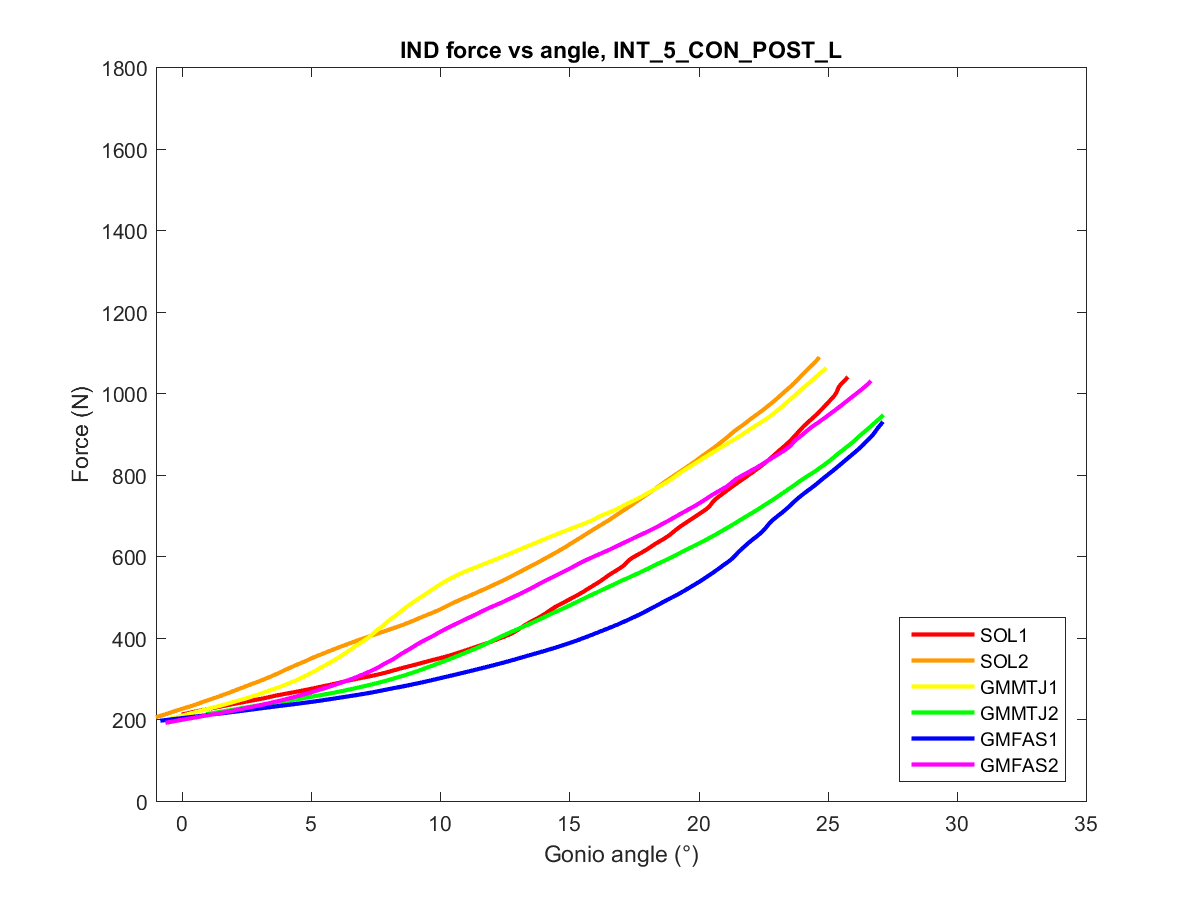 IND force vs angle, INT_5_CON_POST_L
1800
1600
1400
1200
1000
800
600
400
200
0
Force (N)
0 5 10 15 20 25 30 35
Gonio angle (°)
SOL1
SOL2
GMMTJ1
GMMTJ2
GMFAS1
GMFAS2